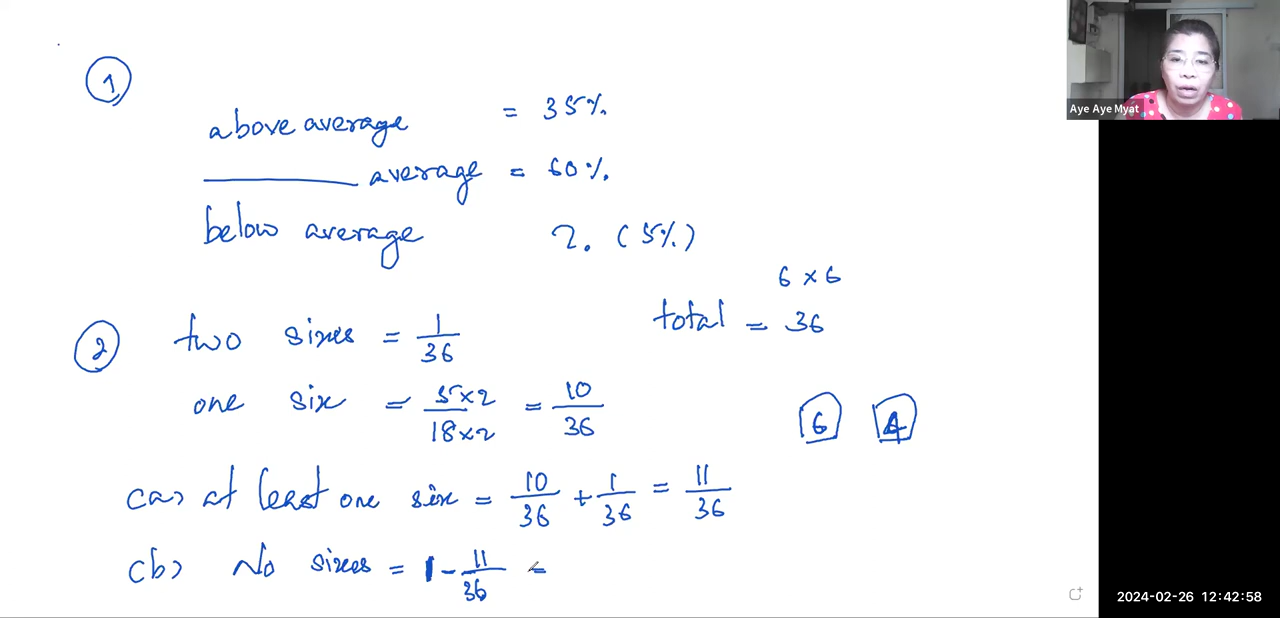 1
above average = 35%
______ average = 60%
below average ?. (5%)
6 × 6
total = 36
2 two sixes = 1/36
one six = 5×2/18×2 = 10/36
6 4
(a) at least one six = 10/36 + 1/36 = 11/36
(b) No sixes = 1 - 11/36 =
Aye Aye Myat
2024-02-26 12:42:58